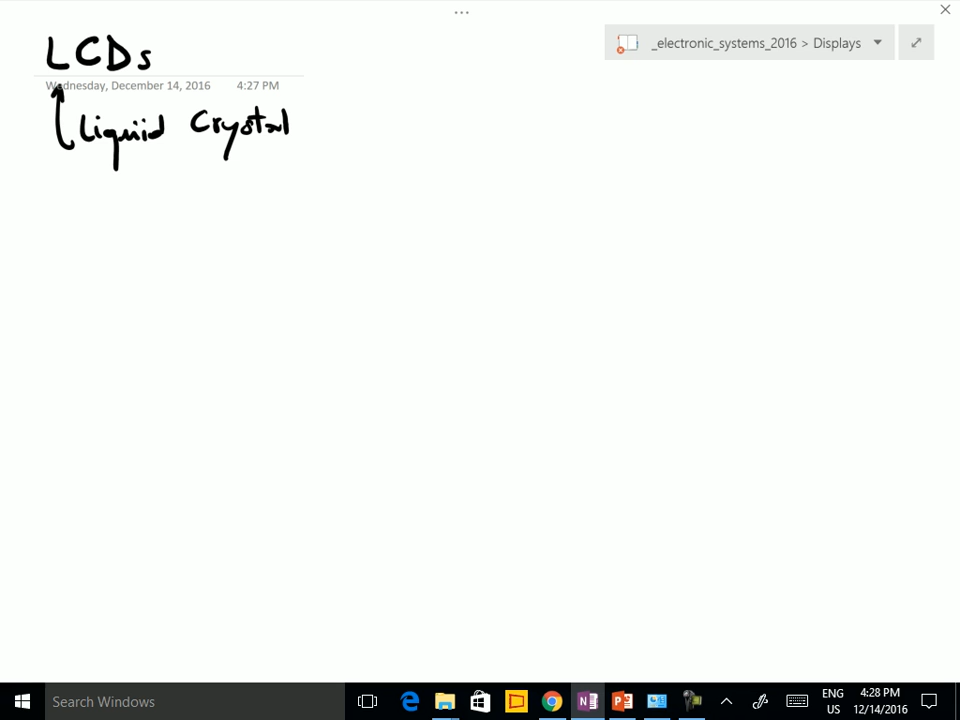 LCDs
_electronic_systems_2016 > Displays
Wednesday, December 14, 2016 4:27 PM
Liquid Crystal
Search Windows
ENG
US
4:28 PM
12/14/2016